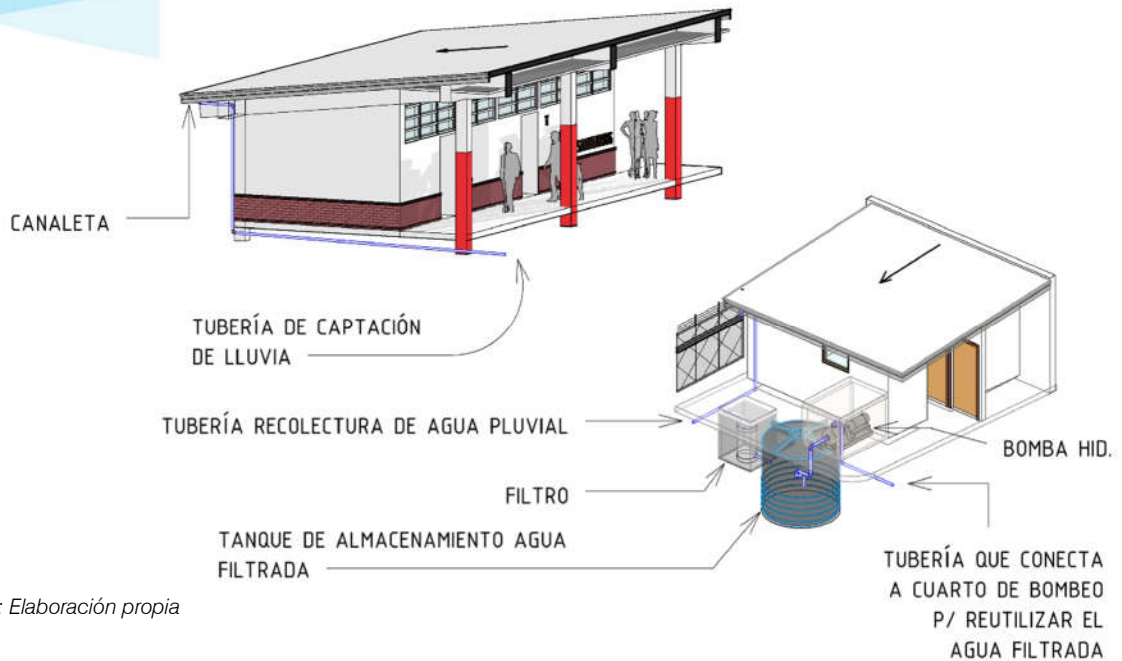 CANALETA
TUBERÍA DE CAPTACIÓN
DE LLUVIA
TUBERÍA RECOLECTURA DE AGUA PLUVIAL
BOMBA HID.
FILTRO
TANQUE DE ALMACENAMIENTO AGUA
FILTRADA
TUBERÍA QUE CONECTA
A CUARTO DE BOMBEO
P/ REUTILIZAR EL
AGUA FILTRADA
: Elaboración propia